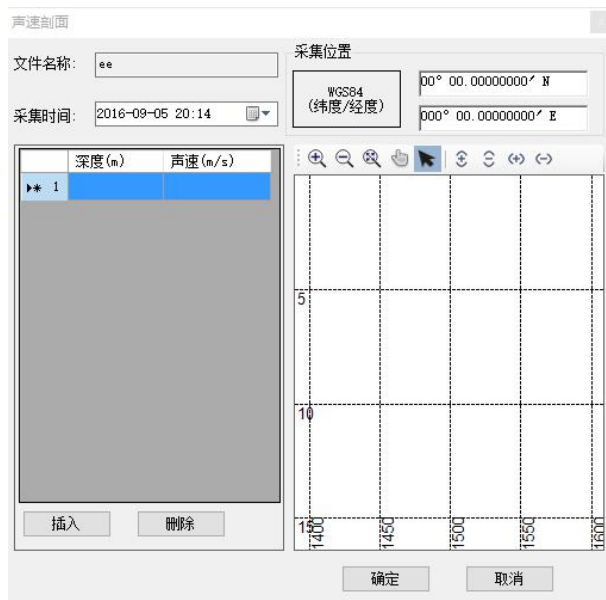 声速剖面
文件名称: ee
采集时间: 2016-09-05 20:14
采集位置
WGS84
(纬度/经度)
00° 00.00000000′ N
000° 00.00000000′ E
深度(m) 声速(m/s)
1
5
10
15
1400 1450 1500 1550 1600
插入 删除
确定 取消